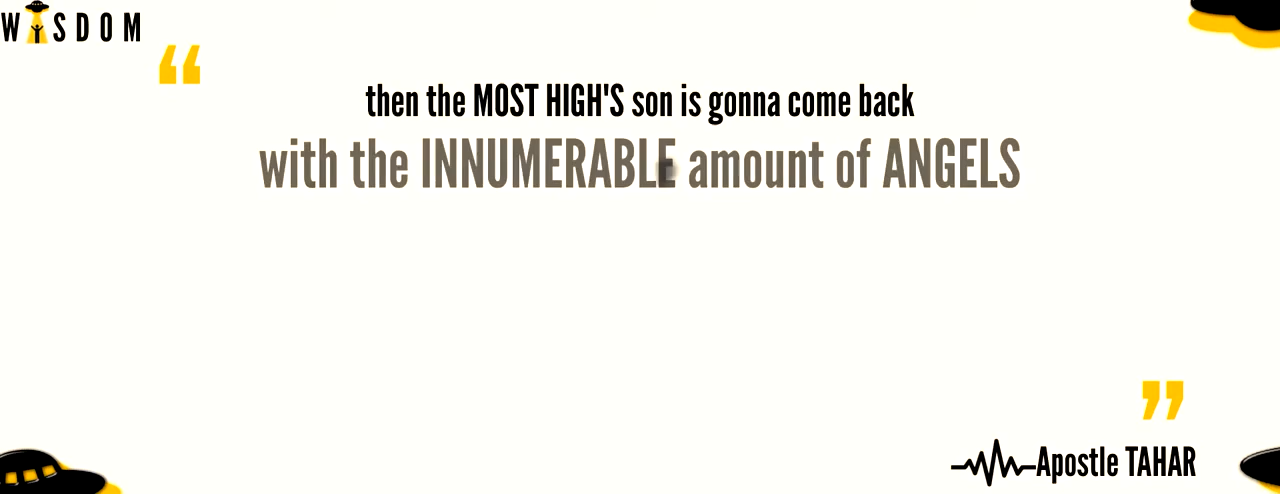 WISDOM
“
then the MOST HIGH'S son is gonna come back
with the INNUMERABLE amount of ANGELS
”
Apostle TAHAR